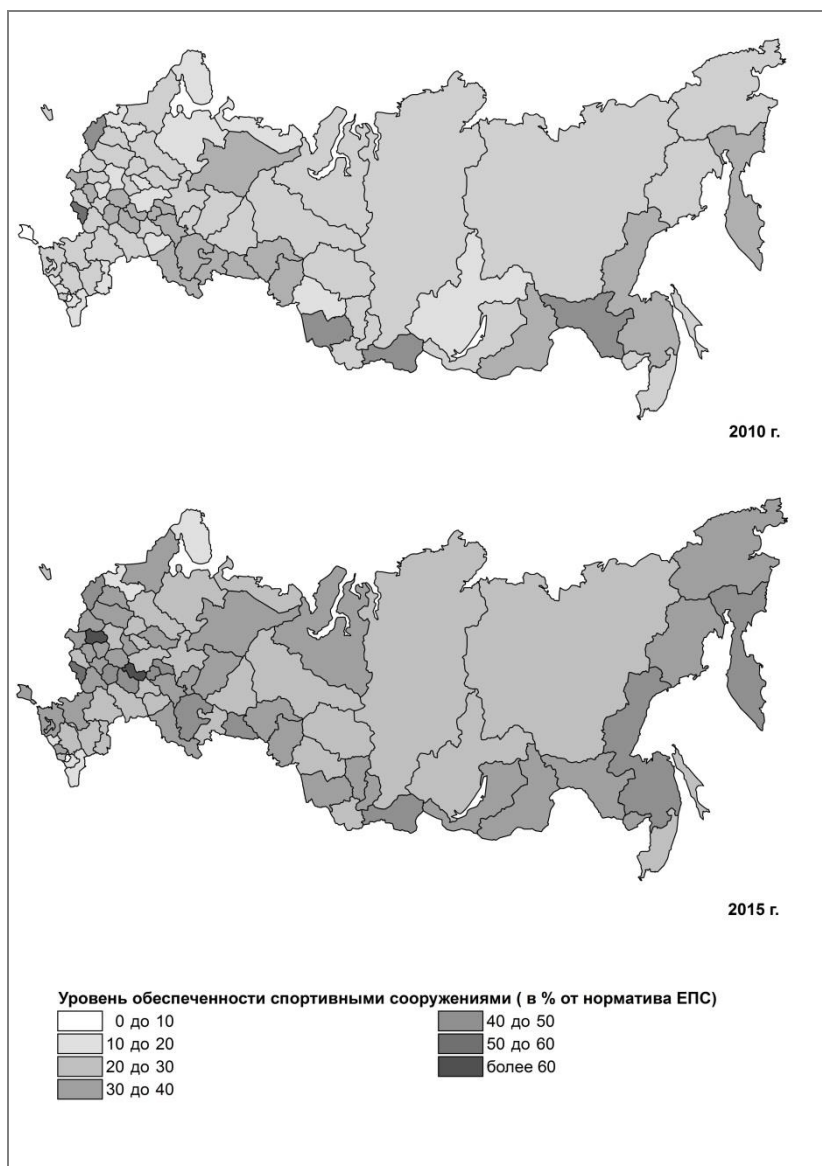 2010 г.
2015 г.
Уровень обеспеченности спортивными сооружениями ( в % от норматива ЕПС)
0 до 10
10 до 20
20 до 30
30 до 40
40 до 50
50 до 60
более 60